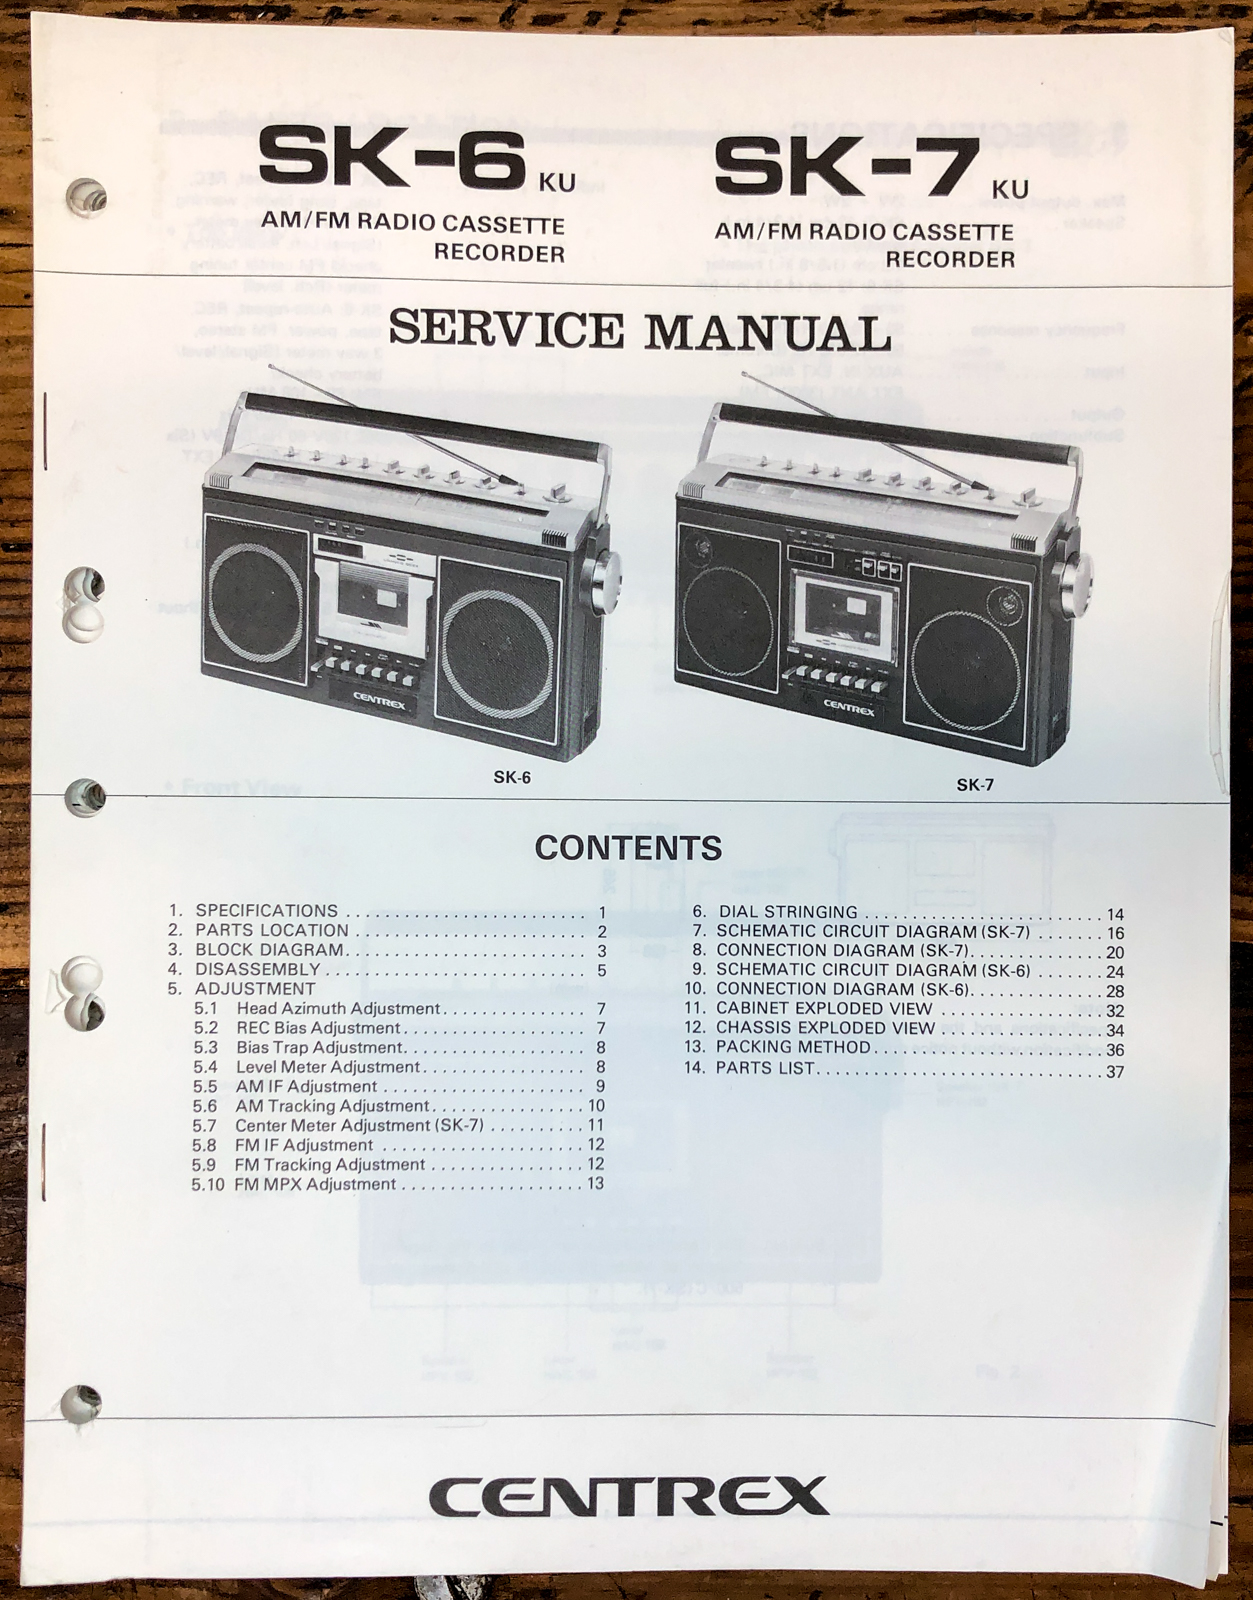 SK-6 KU
AM/FM RADIO CASSETTE
RECORDER
SK-7 KU
AM/FM RADIO CASSETTE
RECORDER
SERVICE MANUAL
CENTREX
CENTREX
SK-6
SK-7
CONTENTS
1. SPECIFICATIONS . . . . . . . . . . . . . . . . . . . . . . . . . 1
2. PARTS LOCATION . . . . . . . . . . . . . . . . . . . . . . . . 2
3. BLOCK DIAGRAM. . . . . . . . . . . . . . . . . . . . . . . . . 3
4. DISASSEMBLY . . . . . . . . . . . . . . . . . . . . . . . . . . . 5
5. ADJUSTMENT
5.1 Head Azimuth Adjustment. . . . . . . . . . . . . . . 7
5.2 REC Bias Adjustment. . . . . . . . . . . . . . . . . . . 7
5.3 Bias Trap Adjustment. . . . . . . . . . . . . . . . . . . 8
5.4 Level Meter Adjustment. . . . . . . . . . . . . . . . . 8
5.5 AM IF Adjustment . . . . . . . . . . . . . . . . . . . . . 9
5.6 AM Tracking Adjustment. . . . . . . . . . . . . . . . 10
5.7 Center Meter Adjustment (SK-7) . . . . . . . . . . 11
5.8 FM IF Adjustment . . . . . . . . . . . . . . . . . . . . . 12
5.9 FM Tracking Adjustment . . . . . . . . . . . . . . . . 12
5.10 FM MPX Adjustment . . . . . . . . . . . . . . . . . . . 13
6. DIAL STRINGING . . . . . . . . . . . . . . . . . . . . . . . . . 14
7. SCHEMATIC CIRCUIT DIAGRAM (SK-7) . . . . . . . 16
8. CONNECTION DIAGRAM (SK-7). . . . . . . . . . . . . . 20
9. SCHEMATIC CIRCUIT DIAGRAM (SK-6) . . . . . . . 24
10. CONNECTION DIAGRAM (SK-6). . . . . . . . . . . . . . 28
11. CABINET EXPLODED VIEW . . . . . . . . . . . . . . . . . 32
12. CHASSIS EXPLODED VIEW . . . . . . . . . . . . . . . . . 34
13. PACKING METHOD. . . . . . . . . . . . . . . . . . . . . . . . 36
14. PARTS LIST. . . . . . . . . . . . . . . . . . . . . . . . . . . . . . 37
CENTREX